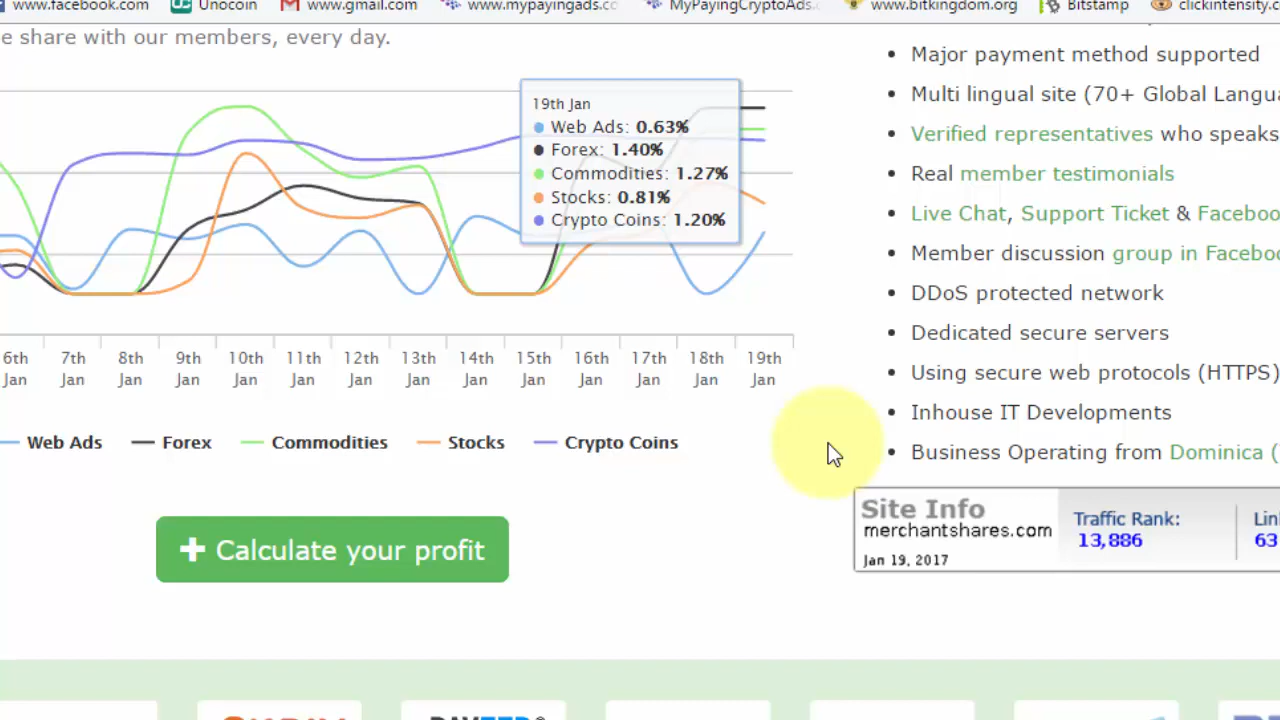 www.facebook.com Unocoin www.gmail.com www.mypayingads.co MyPayingCryptoAds. www.bitkingdom.org Bitstamp clickintensity.c
e share with our members, every day.
19th Jan
Web Ads: 0.63%
Forex: 1.40%
Commodities: 1.27%
Stocks: 0.81%
Crypto Coins: 1.20%
6th Jan
7th Jan
8th Jan
9th Jan
10th Jan
11th Jan
12th Jan
13th Jan
14th Jan
15th Jan
16th Jan
17th Jan
18th Jan
19th Jan
Web Ads Forex Commodities Stocks Crypto Coins
Calculate your profit
Major payment method supported
Multi lingual site (70+ Global Langu
Verified representatives who speaks
Real member testimonials
Live Chat, Support Ticket & Faceboo
Member discussion group in Faceboo
DDoS protected network
Dedicated secure servers
Using secure web protocols (HTTPS)
Inhouse IT Developments
Business Operating from Dominica (
Site Info
merchantshares.com
Jan 19, 2017
Traffic Rank:
13,886
Lin
63